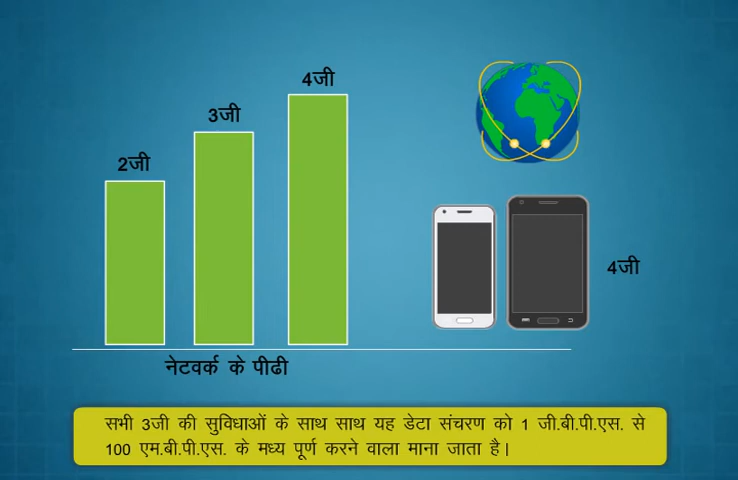 4जी
3जी
2जी
4जी
नेटवर्क के पीढी
सभी 3जी की सुविधाओं के साथ साथ यह डेटा संचरण को 1 जी.बी.पी.एस. से
100 एम.बी.पी.एस. के मध्य पूर्ण करने वाला माना जाता है।